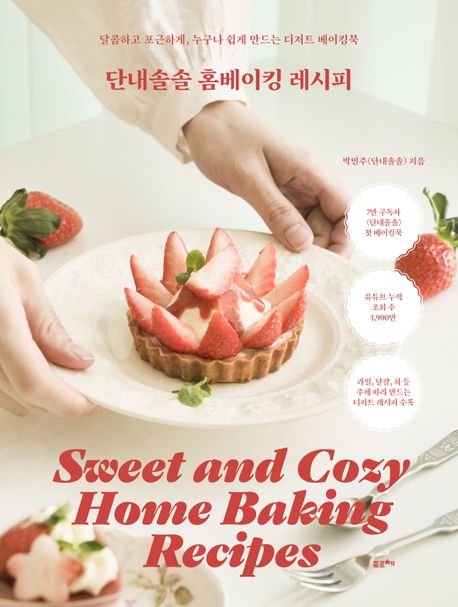 달콤하고 포근하게, 누구나 쉽게 만드는 디저트 베이킹북
단내솔솔 홈베이킹 레시피
박민주(단내솔솔) 지음
7만 구독자
〈단내솔솔〉
첫 베이킹북
유튜브 누적
조회 수
1,900만
과일, 달걀, 차 등
주제 따라 만드는
디저트 레시피 수록
Sweet and Cozy
Home Baking
Recipes